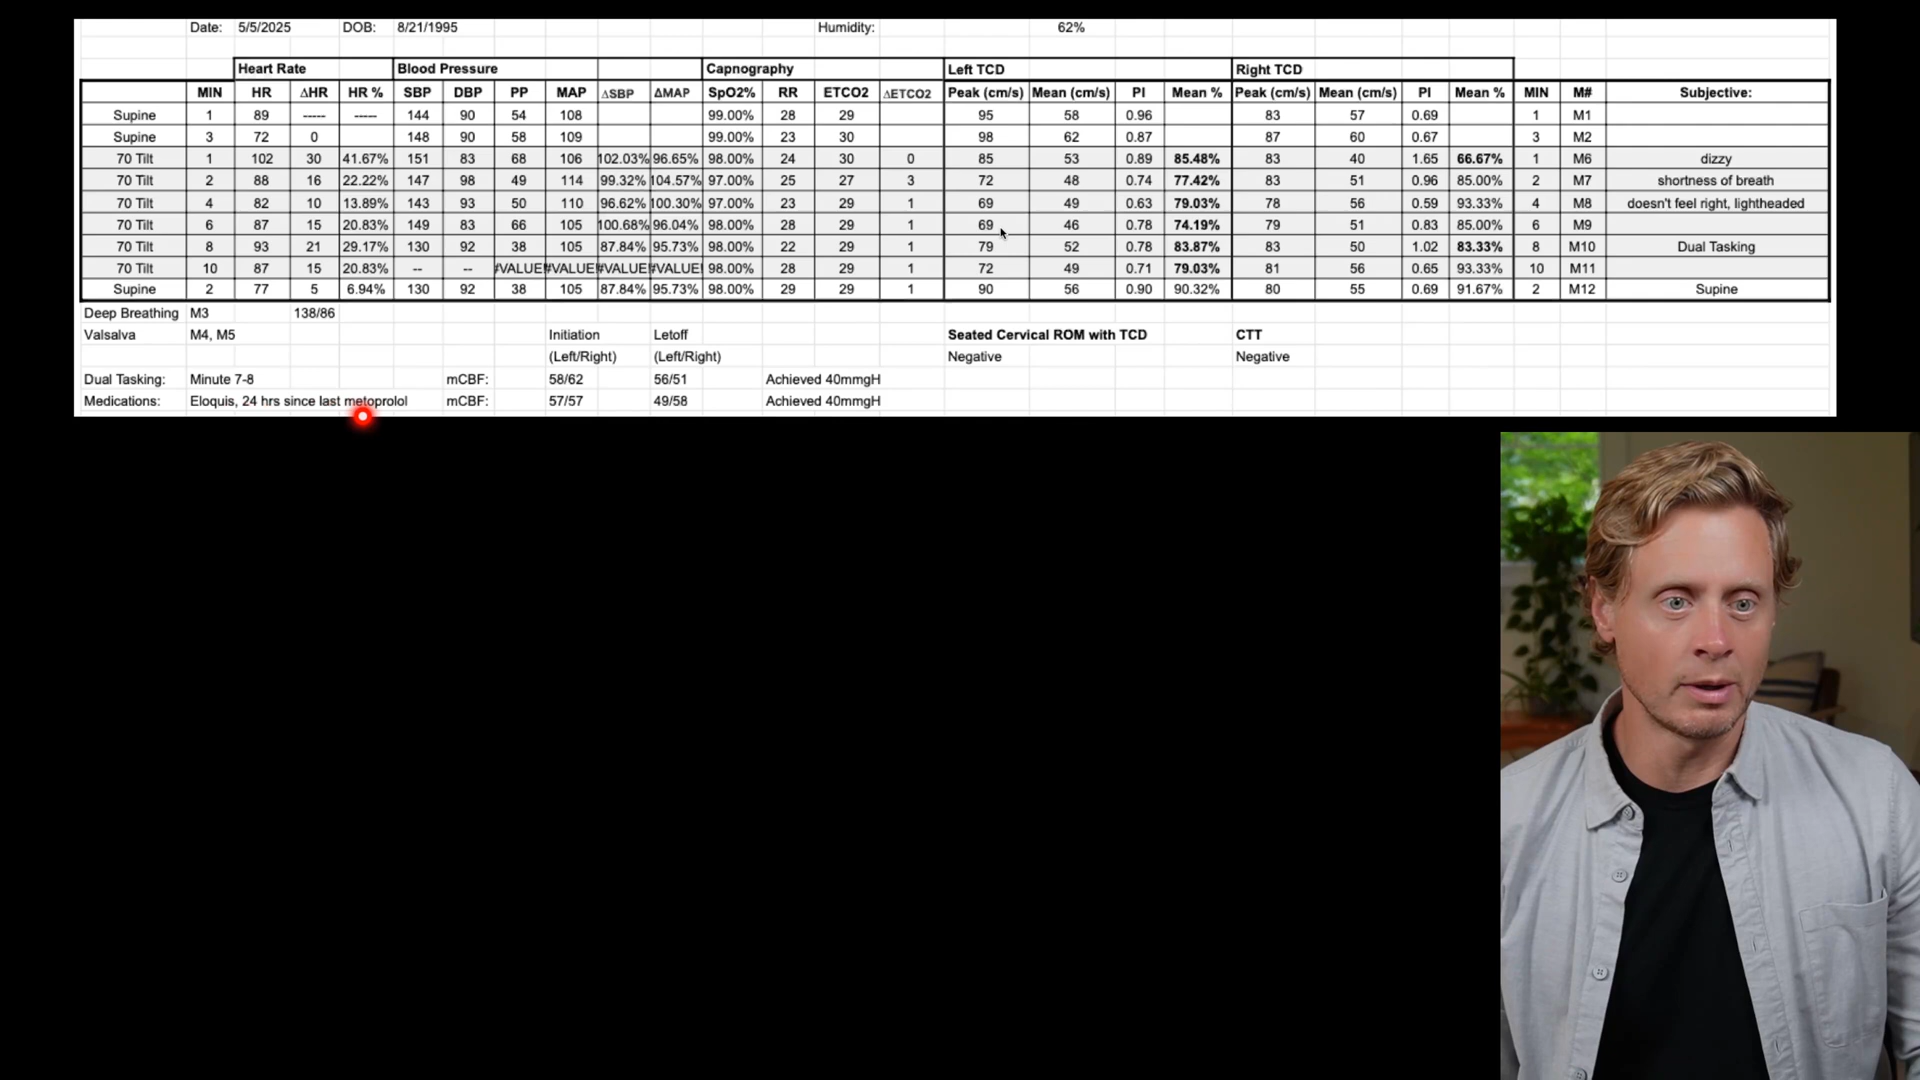 Date: 5/5/2025 DOB: 8/21/1995 Humidity: 62%
Heart Rate Blood Pressure Capnography Left TCD Right TCD
MIN HR ΔHR HR % SBP DBP PP MAP ΔSBP ΔMAP SpO2% RR ETCO2 ΔETCO2 Peak (cm/s) Mean (cm/s) PI Mean % Peak (cm/s) Mean (cm/s) PI Mean % MIN M# Subjective:
Supine 1 89 ----- ----- 144 90 54 108 99.00% 28 29 95 58 0.96 83 57 0.69 1 M1
Supine 3 72 0 148 90 58 109 99.00% 23 30 98 62 0.87 87 60 0.67 3 M2
70 Tilt 1 102 30 41.67% 151 83 68 106 102.03% 96.65% 98.00% 24 30 0 85 53 0.89 85.48% 83 40 1.65 66.67% 1 M6 dizzy
70 Tilt 2 88 16 22.22% 147 98 49 114 99.32% 104.57% 97.00% 25 27 3 72 48 0.74 77.42% 83 51 0.96 85.00% 2 M7 shortness of breath
70 Tilt 4 82 10 13.89% 143 93 50 110 96.62% 100.30% 97.00% 23 29 1 69 49 0.63 79.03% 78 56 0.59 93.33% 4 M8 doesn't feel right, lightheaded
70 Tilt 6 87 15 20.83% 149 83 66 105 100.68% 96.04% 98.00% 28 29 1 69 46 0.78 74.19% 79 51 0.83 85.00% 6 M9
70 Tilt 8 93 21 29.17% 130 92 38 105 87.84% 95.73% 98.00% 22 29 1 79 52 0.78 83.87% 83 50 1.02 83.33% 8 M10 Dual Tasking
70 Tilt 10 87 15 20.83% -- -- #VALUE! #VALUE! #VALUE! #VALUE! 98.00% 28 29 1 72 49 0.71 79.03% 81 56 0.65 93.33% 10 M11
Supine 2 77 5 6.94% 130 92 38 105 87.84% 95.73% 98.00% 29 29 1 90 56 0.90 90.32% 80 55 0.69 91.67% 2 M12 Supine
Deep Breathing M3 138/86
Valsalva M4, M5 Initiation Letoff Seated Cervical ROM with TCD CTT
(Left/Right) (Left/Right) Negative Negative
Dual Tasking: Minute 7-8 mCBF: 58/62 56/51 Achieved 40mmgH
Medications: Eloquis, 24 hrs since last metoprolol mCBF: 57/57 49/58 Achieved 40mmgH